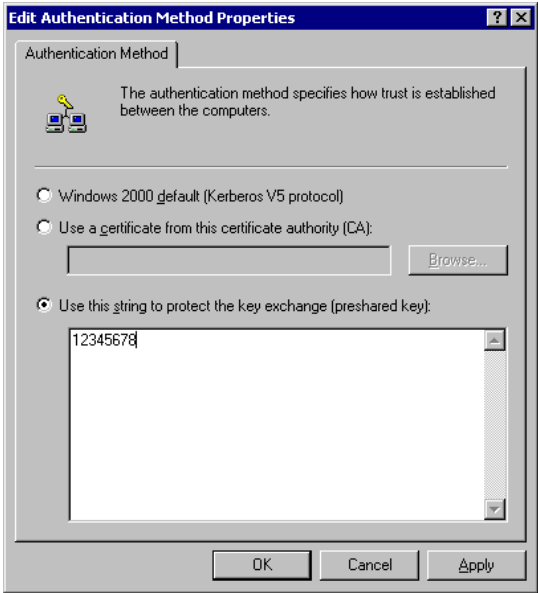 Edit Authentication Method Properties
Authentication Method
The authentication method specifies how trust is established
between the computers.
Windows 2000 default (Kerberos V5 protocol)
Use a certificate from this certificate authority (CA):
Browse...
Use this string to protect the key exchange (preshared key):
12345678
OK Cancel Apply